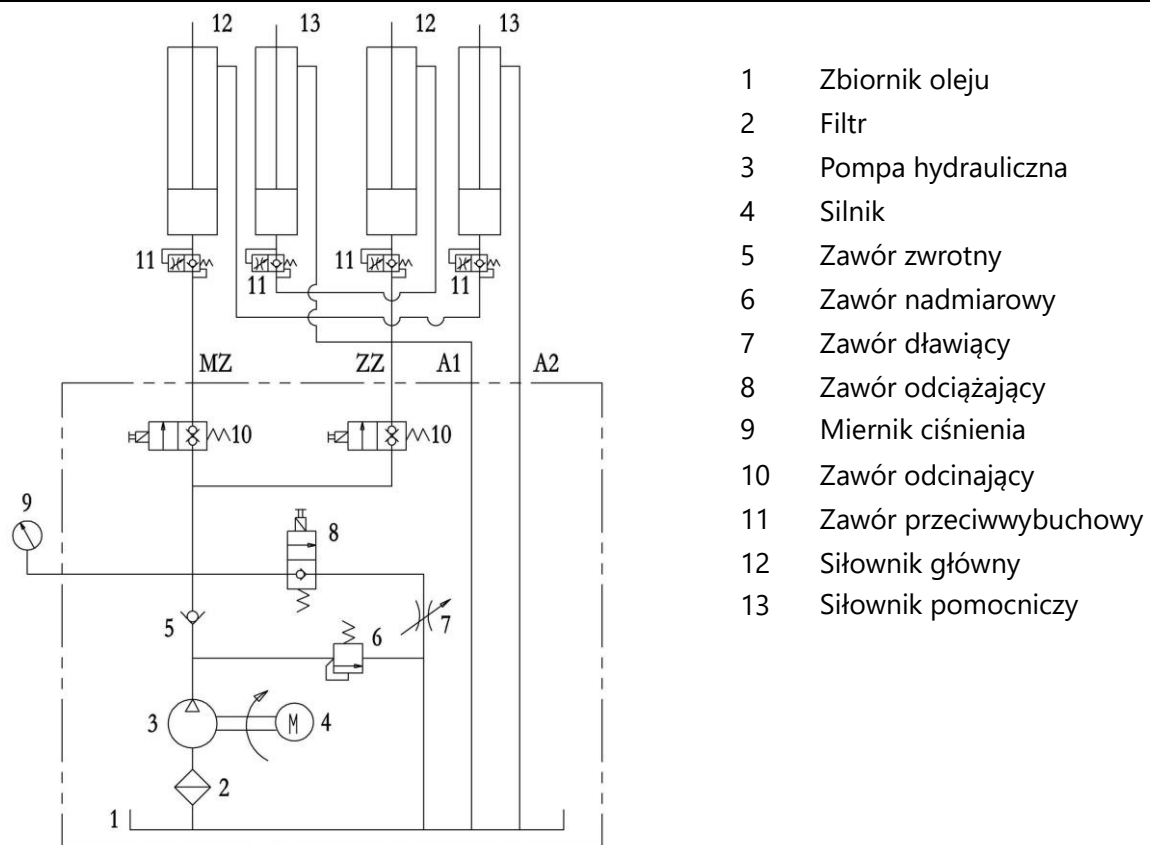 12 13 12 13
11 11 11 11
MZ ZZ A1 A2
10 10
9
8
5 6 7
3 M 4
2
1
1 Zbiornik oleju
2 Filtr
3 Pompa hydrauliczna
4 Silnik
5 Zawór zwrotny
6 Zawór nadmiarowy
7 Zawór dławiący
8 Zawór odciążający
9 Miernik ciśnienia
10 Zawór odcinający
11 Zawór przeciwwybuchowy
12 Siłownik główny
13 Siłownik pomocniczy